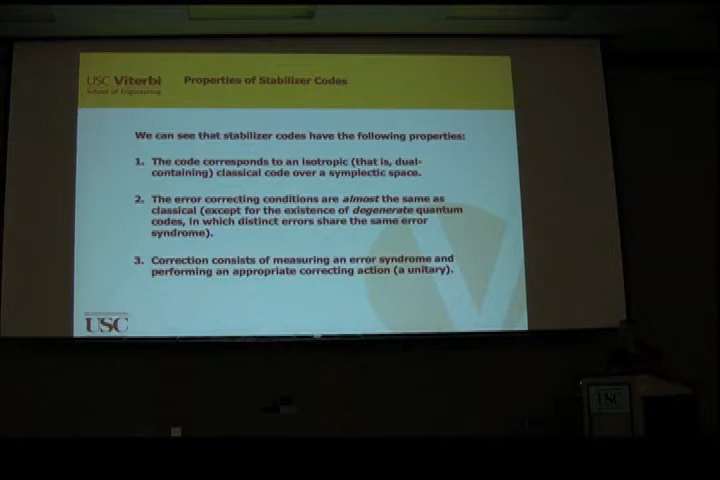 USC Viterbi
School of Engineering
Properties of Stabilizer Codes
We can see that stabilizer codes have the following properties:
1. The code corresponds to an isotropic (that is, dual-
containing) classical code over a symplectic space.
2. The error correcting conditions are almost the same as
classical (except for the existence of degenerate quantum
codes, in which distinct errors share the same error
syndrome).
3. Correction consists of measuring an error syndrome and
performing an appropriate correcting action (a unitary).
USC
USC